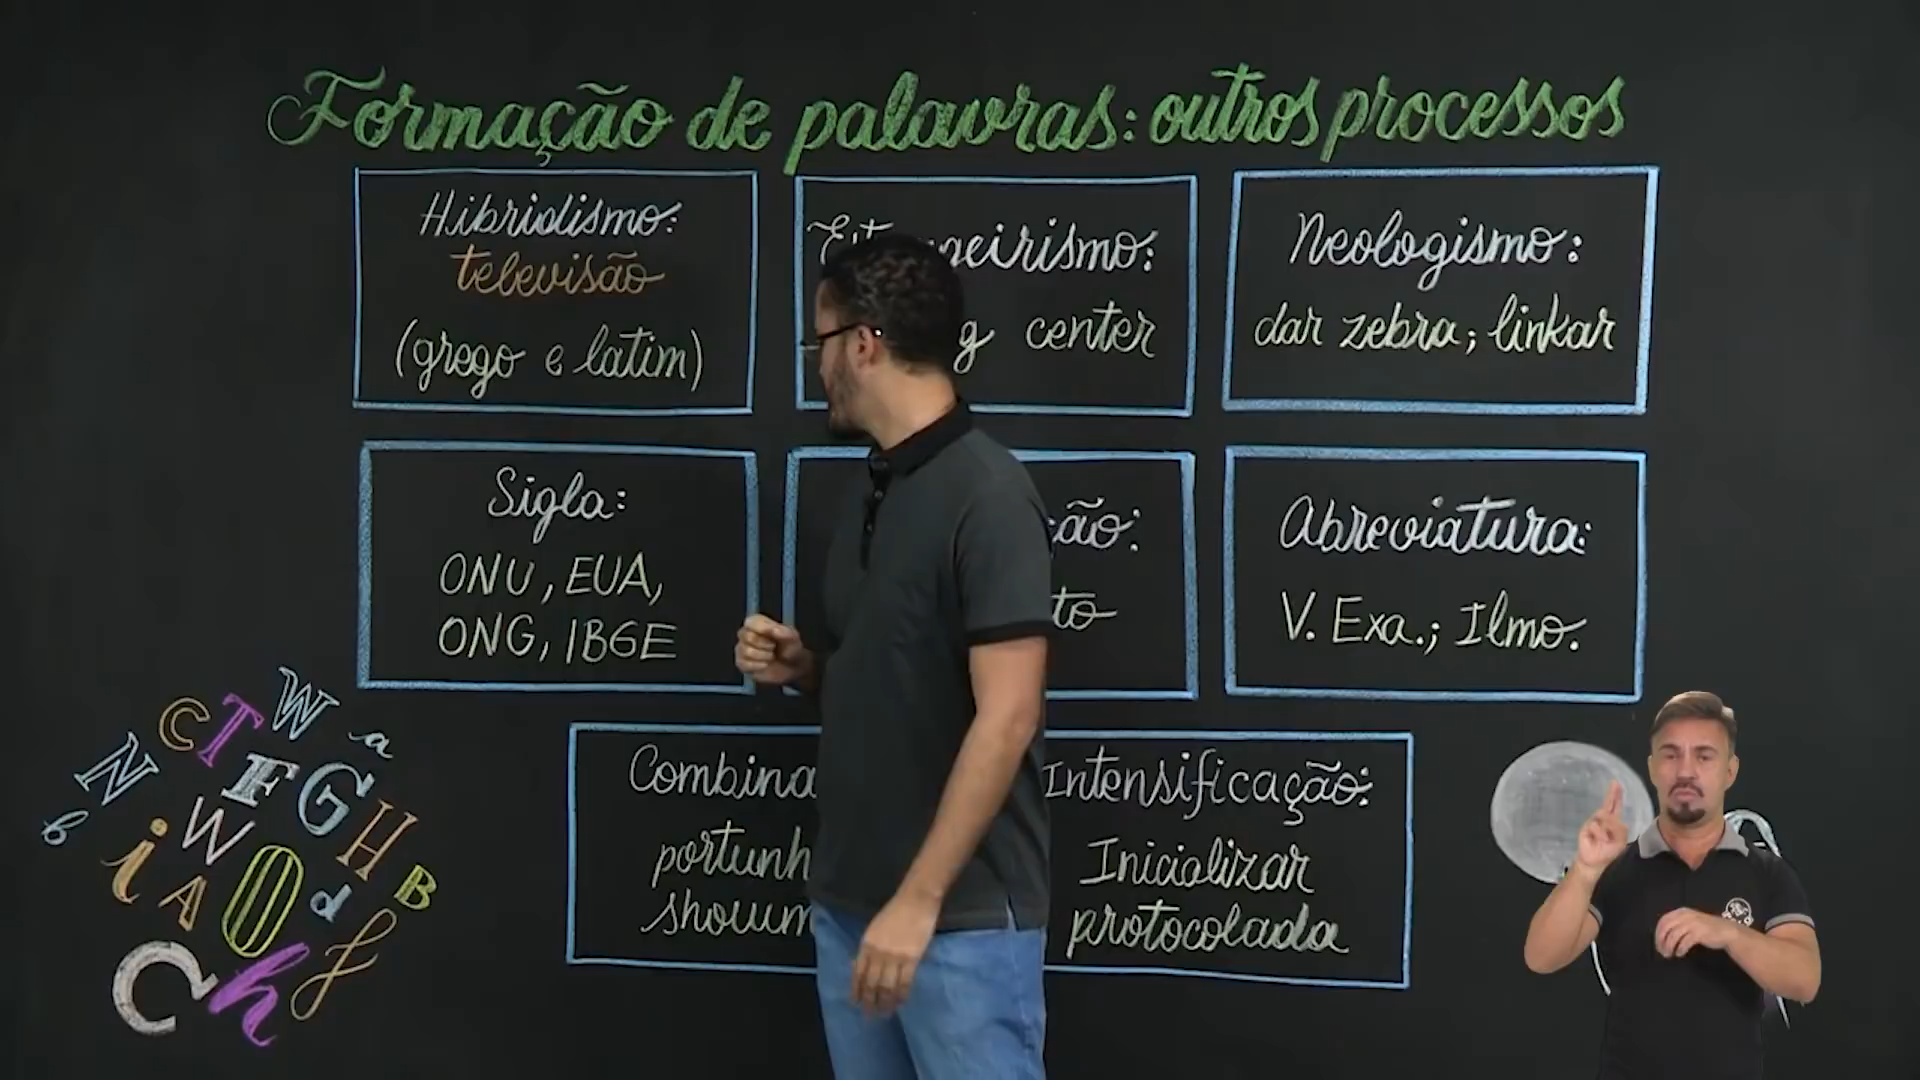 Formação de palavras: outros processos
Hibridismo:
televisão
(grego e latim)
center
Neologismo:
dar zebra; linkar
Sigla:
ONU, EUA,
ONG, IBGE
Abreviatura:
V. Exa.; Ilmo.
Intensificação:
Inicializar
protocolada
W
C T a
N F G
b W H
i A O d B
C h f